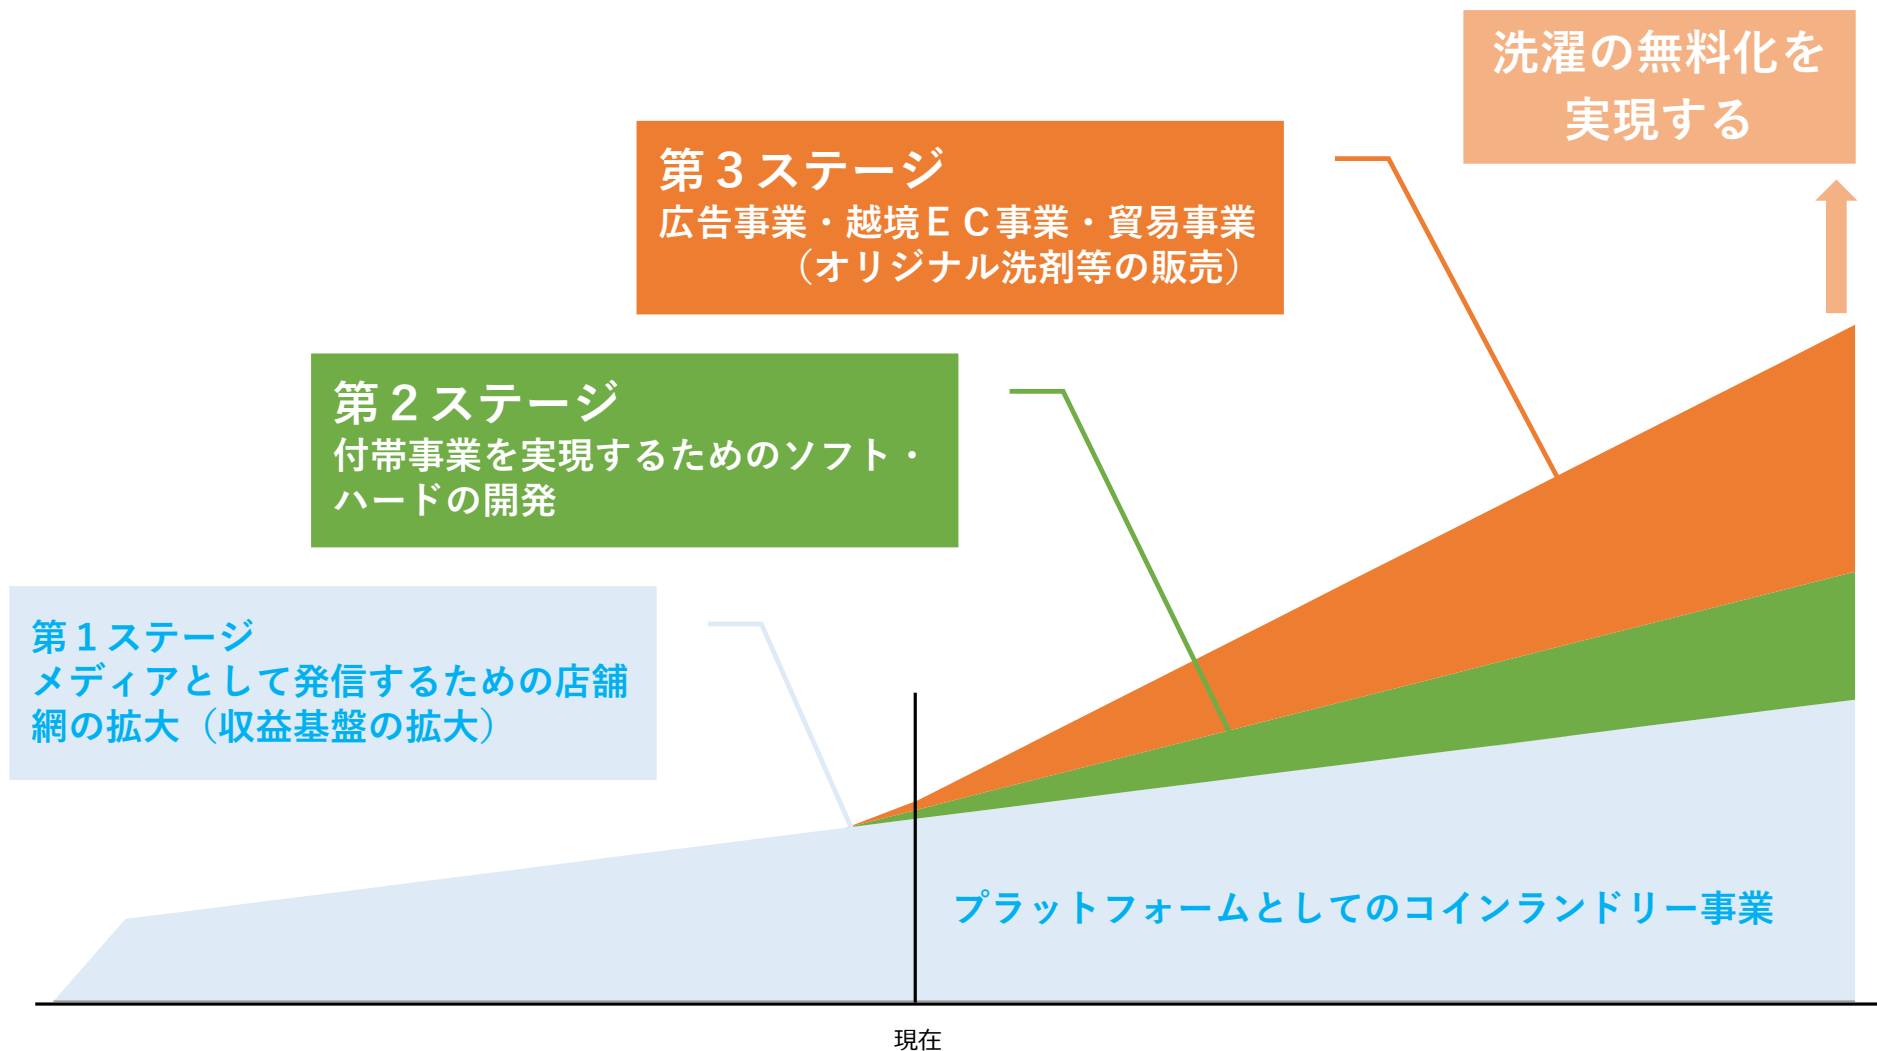 洗濯の無料化を
実現する
第３ステージ
広告事業・越境ＥＣ事業・貿易事業
（オリジナル洗剤等の販売）
第２ステージ
付帯事業を実現するためのソフト・
ハードの開発
第１ステージ
メディアとして発信するための店舗
網の拡大（収益基盤の拡大）
プラットフォームとしてのコインランドリー事業
現在